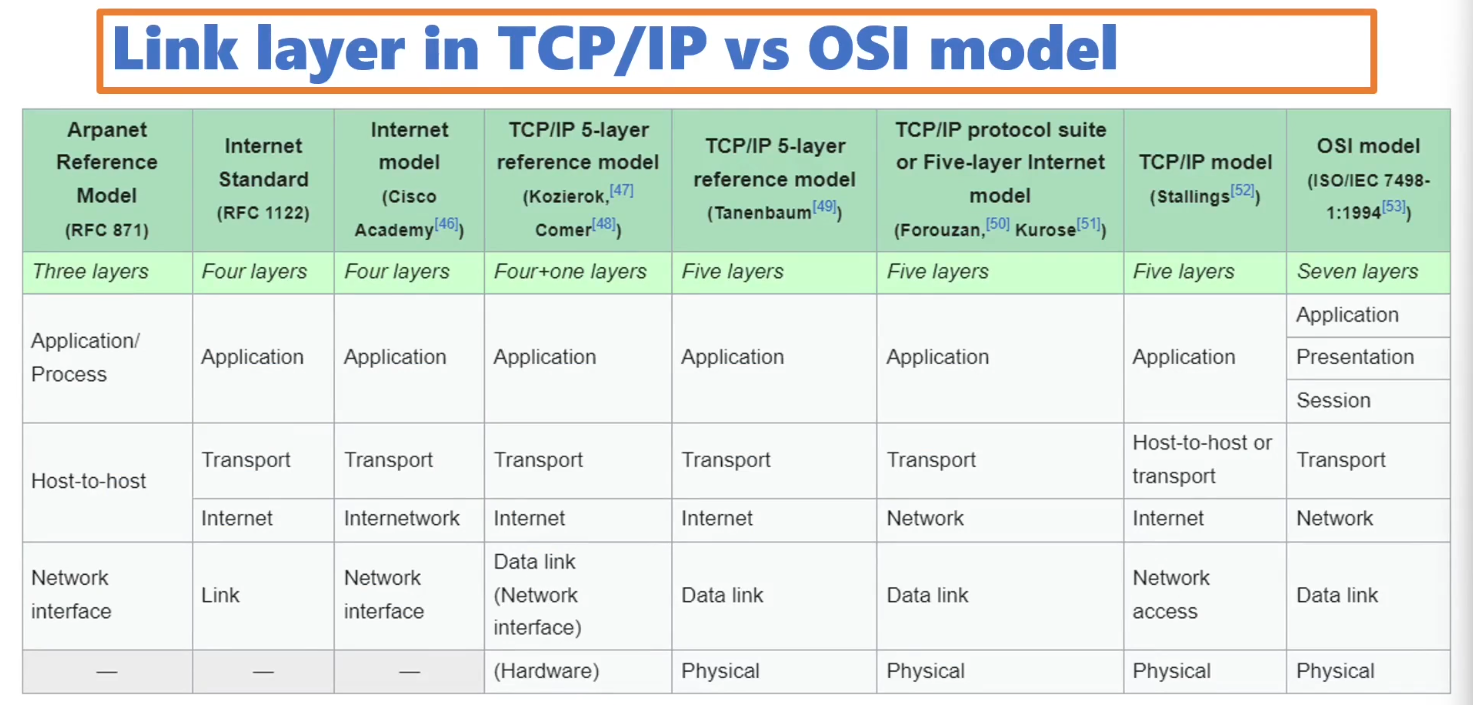 Link layer in TCP/IP vs OSI model
Arpanet
Reference
Model
(RFC 871)
Internet
Standard
(RFC 1122)
Internet
model
(Cisco
Academy[46])
TCP/IP 5-layer
reference model
(Kozierok,[47]
Comer[48])
TCP/IP 5-layer
reference model
(Tanenbaum[49])
TCP/IP protocol suite
or Five-layer Internet
model
(Forouzan,[50] Kurose[51])
TCP/IP model
(Stallings[52])
OSI model
(ISO/IEC 7498-
1:1994[53])
Three layers
Four layers
Four layers
Four+one layers
Five layers
Five layers
Five layers
Seven layers
Application/
Process
Application
Application
Application
Application
Application
Application
Application
Presentation
Session
Host-to-host
Transport
Transport
Transport
Transport
Transport
Host-to-host or
transport
Transport
Internet
Internetwork
Internet
Internet
Network
Internet
Network
Network
interface
Link
Network
interface
Data link
(Network
interface)
Data link
Data link
Network
access
Data link
—
—
—
(Hardware)
Physical
Physical
Physical
Physical